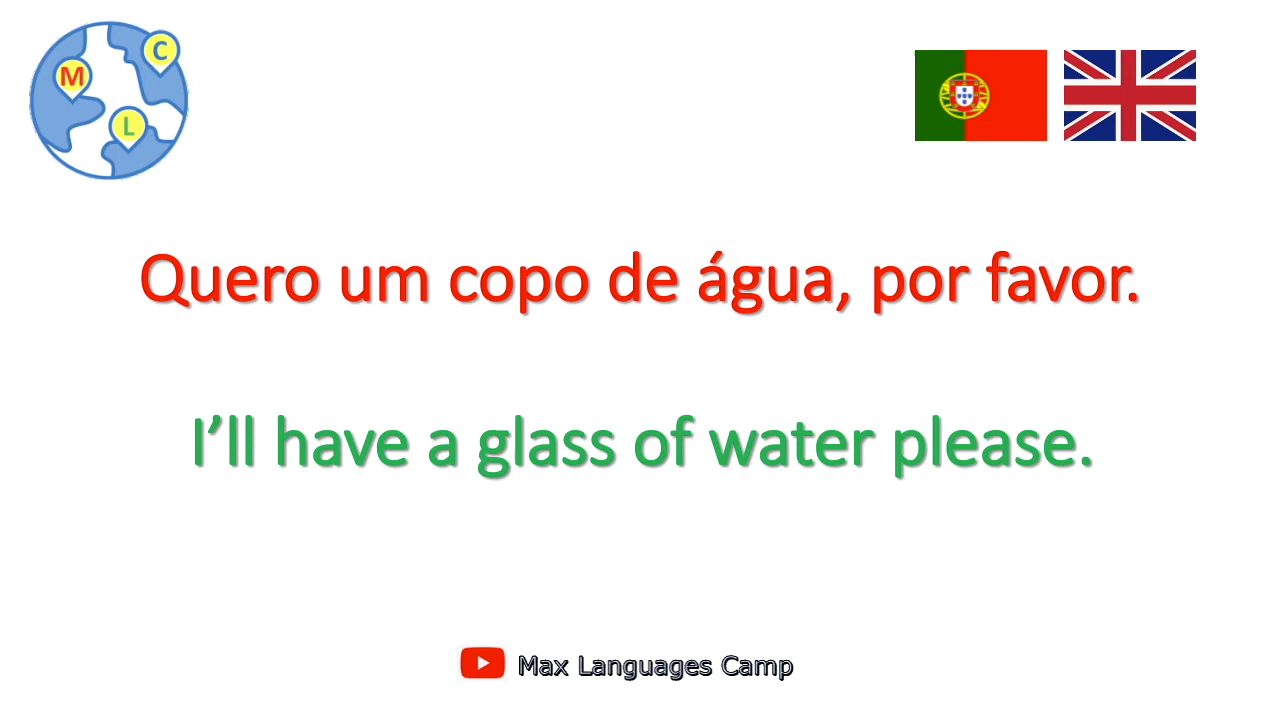 M
C
L
Quero um copo de água, por favor.
I’ll have a glass of water please.
Max Languages Camp